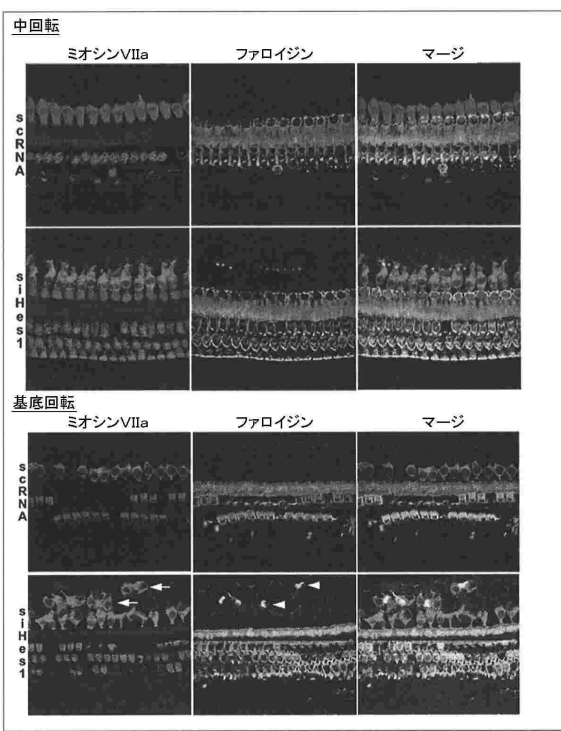 中回転
ミオシンVIIa ファロイジン マージ
scRNA
siHes1
基底回転
ミオシンVIIa ファロイジン マージ
scRNA
siHes1